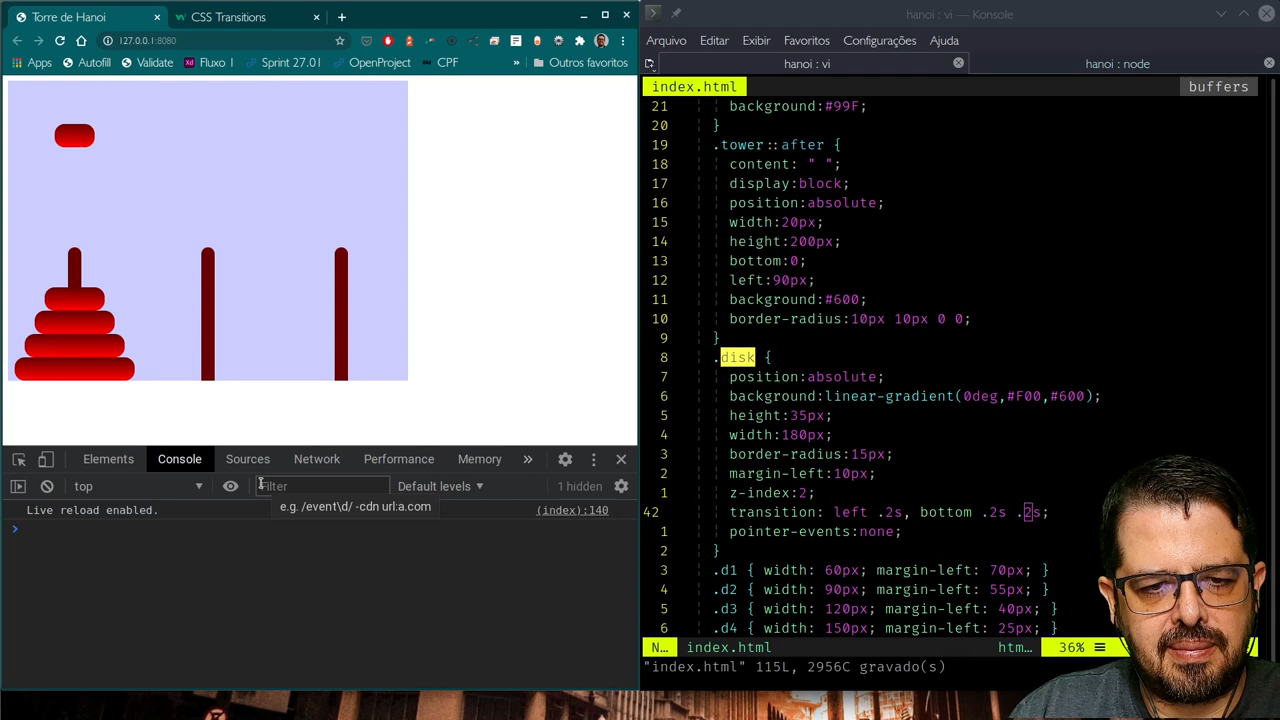 Torre de Hanoi
CSS Transitions
127.0.0.1:8080
Apps
Autofill
Validate
Fluxo 1
Sprint 27.01
OpenProject
CPF
»
Outros favoritos
Elements
Console
Sources
Network
Performance
Memory
»
top
Filter
Default levels
1 hidden
e.g. /event\d/ -cdn url:a.com
Live reload enabled.
(index):140
hanoi : vi — Konsole
Arquivo
Editar
Exibir
Favoritos
Configurações
Ajuda
hanoi : vi
hanoi : node
index.html
buffers
21 background:#99F;
20 }
19 .tower::after {
18 content: " ";
17 display:block;
16 position:absolute;
15 width:20px;
14 height:200px;
13 bottom:0;
12 left:90px;
11 background:#600;
10 border-radius:10px 10px 0 0;
9 }
8 .disk {
7 position:absolute;
6 background:linear-gradient(0deg,#F00,#600);
5 height:35px;
4 width:180px;
3 border-radius:15px;
2 margin-left:10px;
1 z-index:2;
42 transition: left .2s, bottom .2s .2s;
1 pointer-events:none;
2 }
3 .d1 { width: 60px; margin-left: 70px; }
4 .d2 { width: 90px; margin-left: 55px; }
5 .d3 { width: 120px; margin-left: 40px; }
6 .d4 { width: 150px; margin-left: 25px; }
N… index.html htm… 36%
"index.html" 115L, 2956C gravado(s)